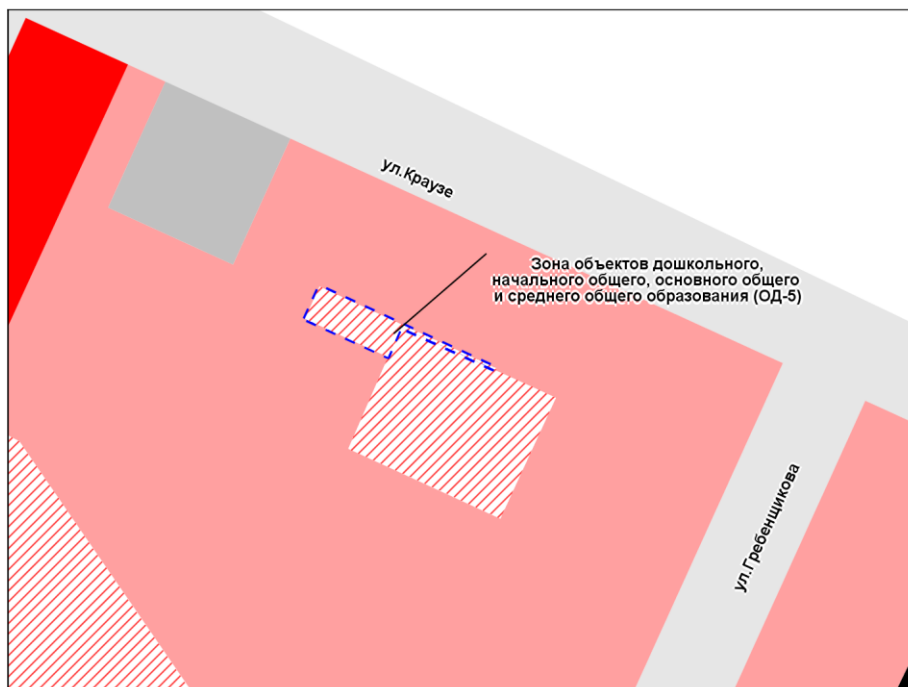 ул.Краузе
Зона объектов дошкольного,
начального общего, основного общего
и среднего общего образования (ОД-5)
ул.Гребенщикова